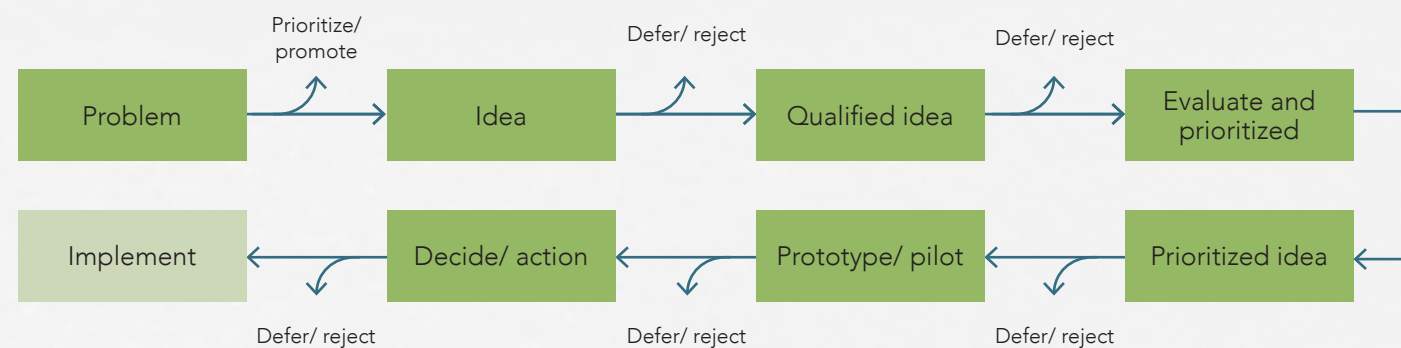 Prioritize/
promote
Defer/ reject
Defer/ reject
Problem
Idea
Qualified idea
Evaluate and
prioritized
Implement
Decide/ action
Prototype/ pilot
Prioritized idea
Defer/ reject
Defer/ reject
Defer/ reject